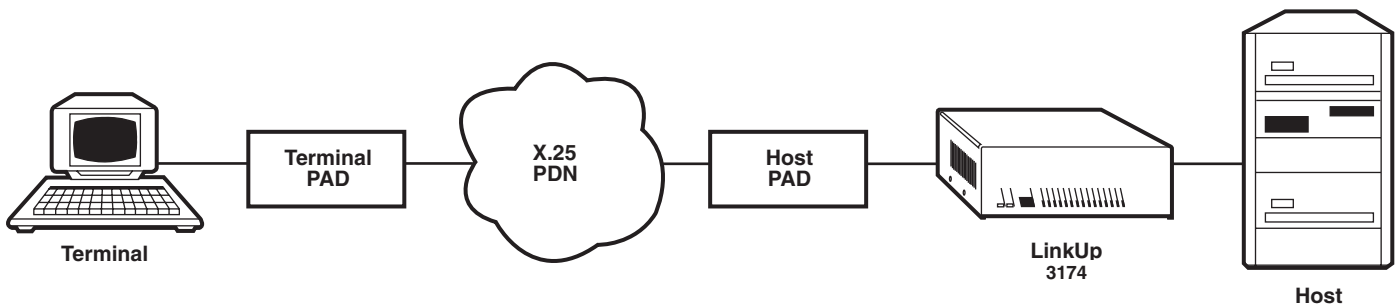 Terminal
Terminal
PAD
X.25
PDN
Host
PAD
LinkUp
3174
Host